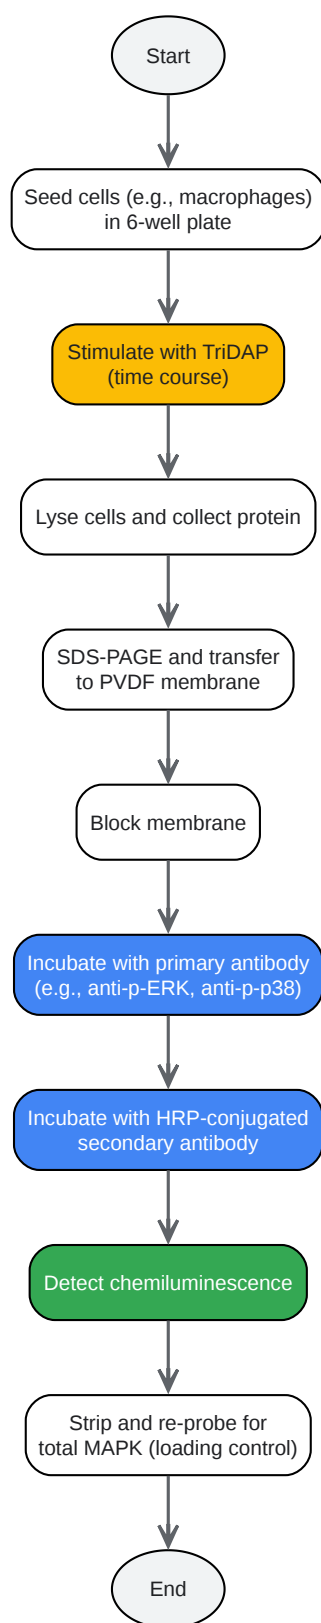 Start
Seed cells (e.g., macrophages)
in 6-well plate
Stimulate with TriDAP
(time course)
Lyse cells and collect protein
SDS-PAGE and transfer
to PVDF membrane
Block membrane
Incubate with primary antibody
(e.g., anti-p-ERK, anti-p-p38)
Incubate with HRP-conjugated
secondary antibody
Detect chemiluminescence
Strip and re-probe for
total MAPK (loading control)
End